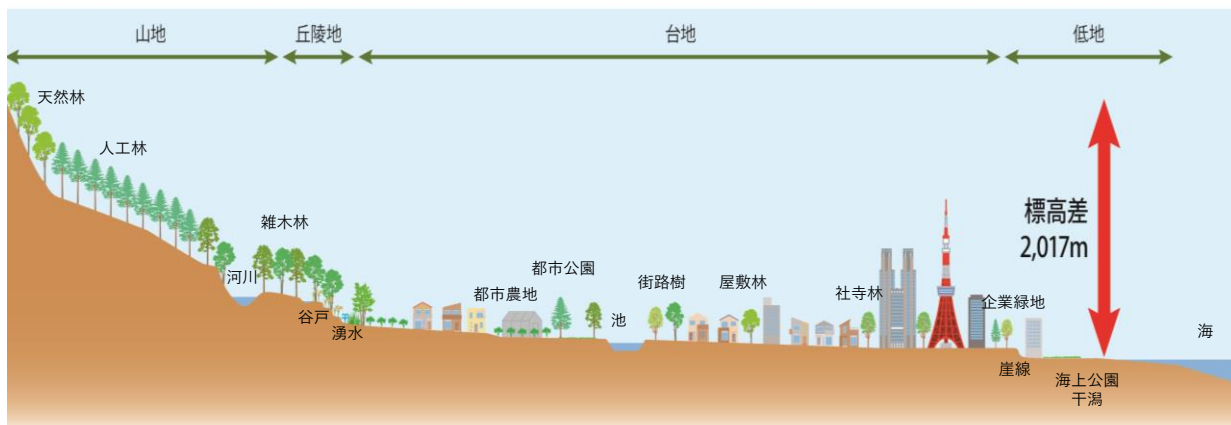 山地
丘陵地
台地
低地
天然林
人工林
雑木林
河川
谷戸
湧水
都市農地
都市公園
池
街路樹
屋敷林
社寺林
企業緑地
標高差
2,017m
崖線
海上公園
干潟
海